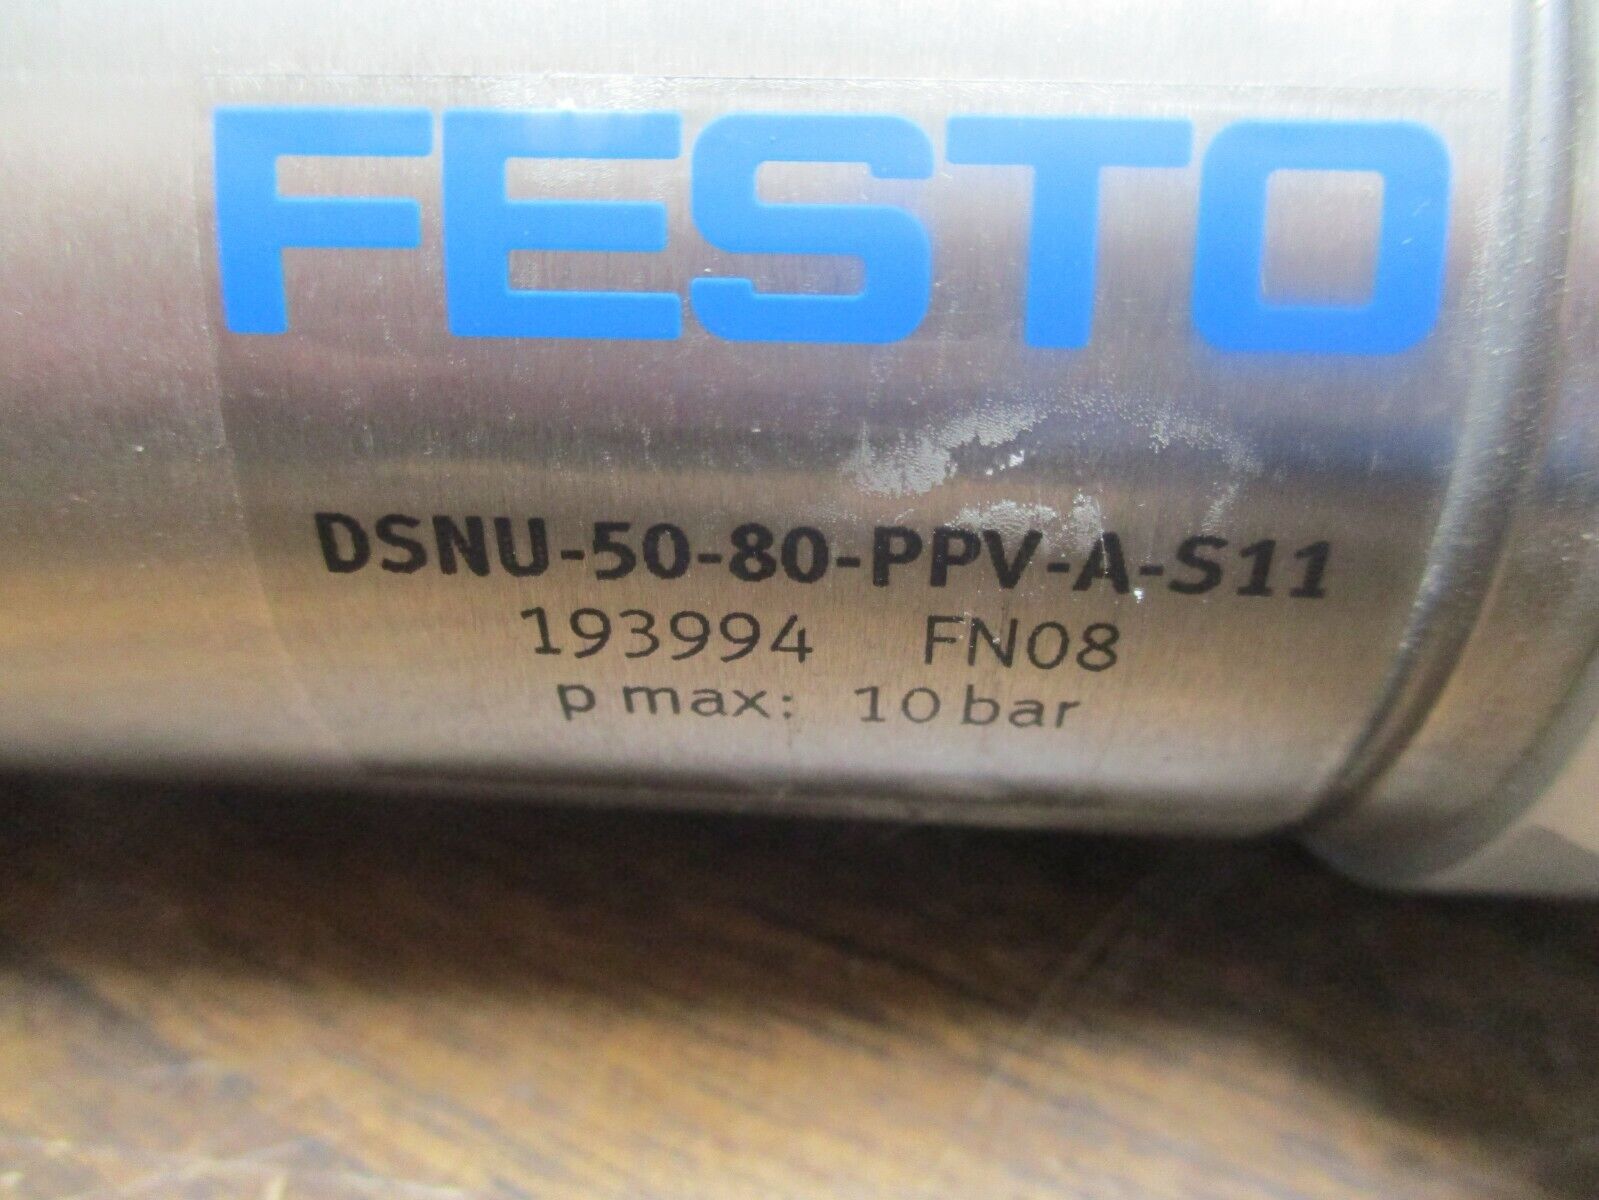 FESTO
DSNU-50-80-PPV-A-S11
193994 FN08
p max: 10 bar